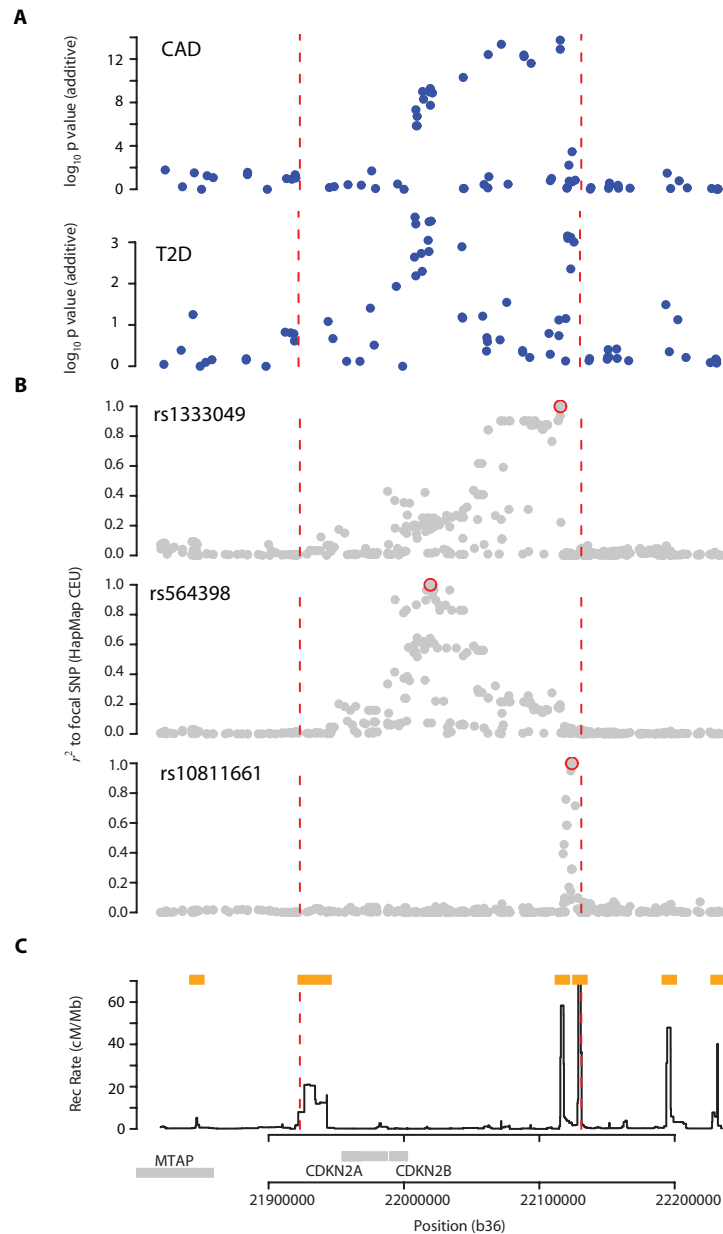 A
CAD
14
12
8
4
0
log10 p value (additive)
T2D
3
2
1
0
log10 p value (additive)
B
rs1333049
1.0
0.8
0.6
0.4
0.2
0.0
rs564398
1.0
0.8
0.6
0.4
0.2
0.0
r2 to focal SNP (HapMap CEU)
rs10811661
1.0
0.8
0.6
0.4
0.2
0.0
C
60
40
20
0
Rec Rate (cM/Mb)
MTAP
CDKN2A
CDKN2B
21900000
22000000
22100000
22200000
Position (b36)